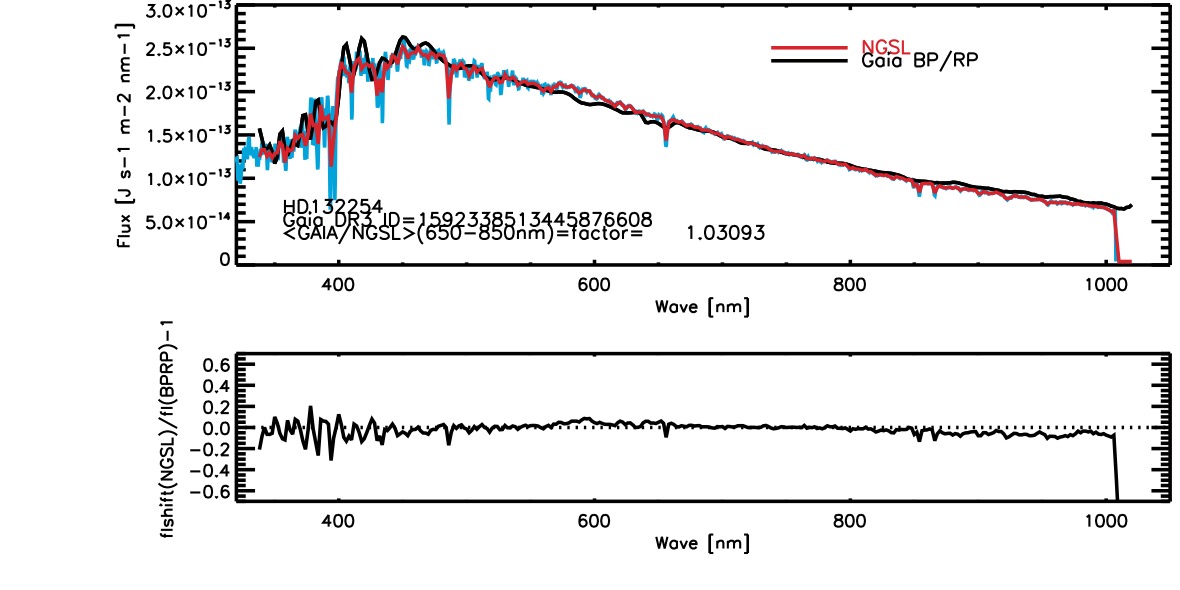 3.0×10−13
2.5×10−13
2.0×10−13
1.5×10−13
1.0×10−13
5.0×10−14
0
Flux [J s−1 m−2 nm−1]
NGSL
Gaia BP/RP
HD132254
Gaia DR3 ID=1592338513445876608
<GAIA/NGSL>(650−850nm)=factor= 1.03093
400 600 800 1000
Wave [nm]
flshift(NGSL)/fl(BPRP)−1
0.6
0.4
0.2
0.0
−0.2
−0.4
−0.6
400 600 800 1000
Wave [nm]